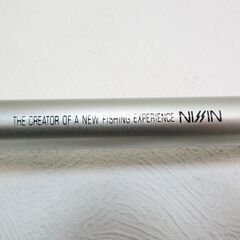 THE CREATOR OF A NEW FISHING EXPERIENCE NISSIN